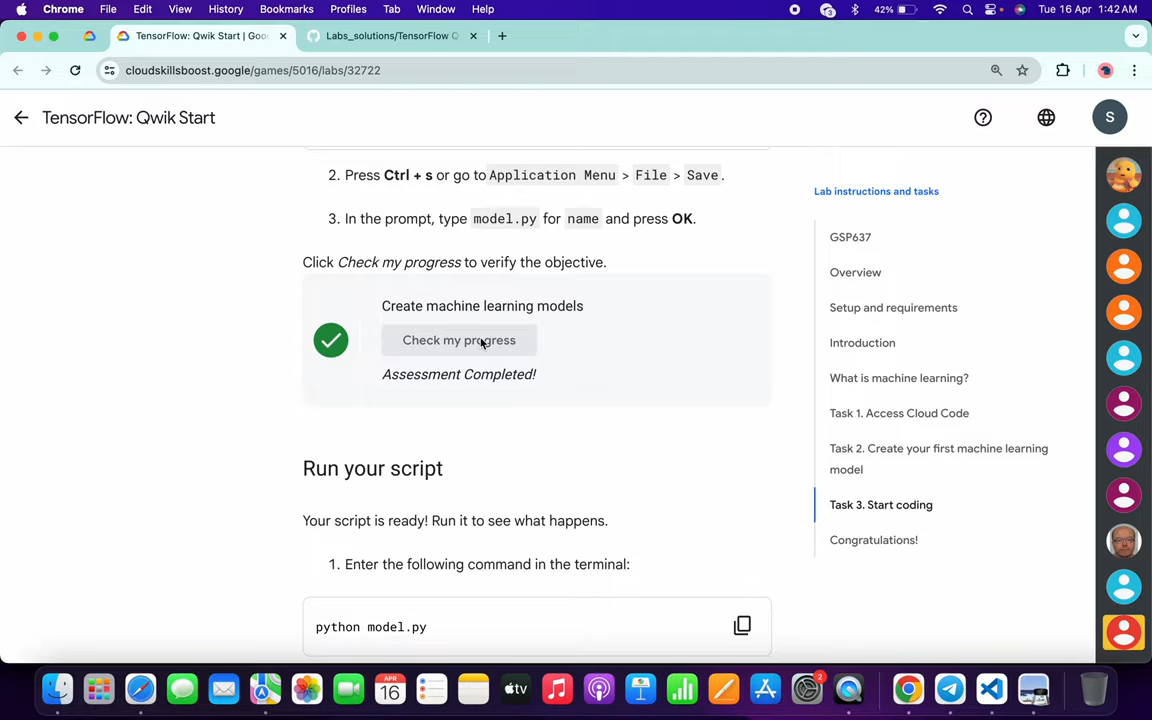 Chrome File Edit View History Bookmarks Profiles Tab Window Help 3 42% Tue 16 Apr 1:42 AM
TensorFlow: Qwik Start | Goo Labs_solutions/TensorFlow Q
cloudskillsboost.google/games/5016/labs/32722
TensorFlow: Qwik Start S
2. Press Ctrl + s or go to Application Menu > File > Save.
3. In the prompt, type model.py for name and press OK.
Click Check my progress to verify the objective.
Create machine learning models
Check my progress
Assessment Completed!
Run your script
Your script is ready! Run it to see what happens.
1. Enter the following command in the terminal:
python model.py
Lab instructions and tasks
GSP637
Overview
Setup and requirements
Introduction
What is machine learning?
Task 1. Access Cloud Code
Task 2. Create your first machine learning
model
Task 3. Start coding
Congratulations!
APR
16
tv
2